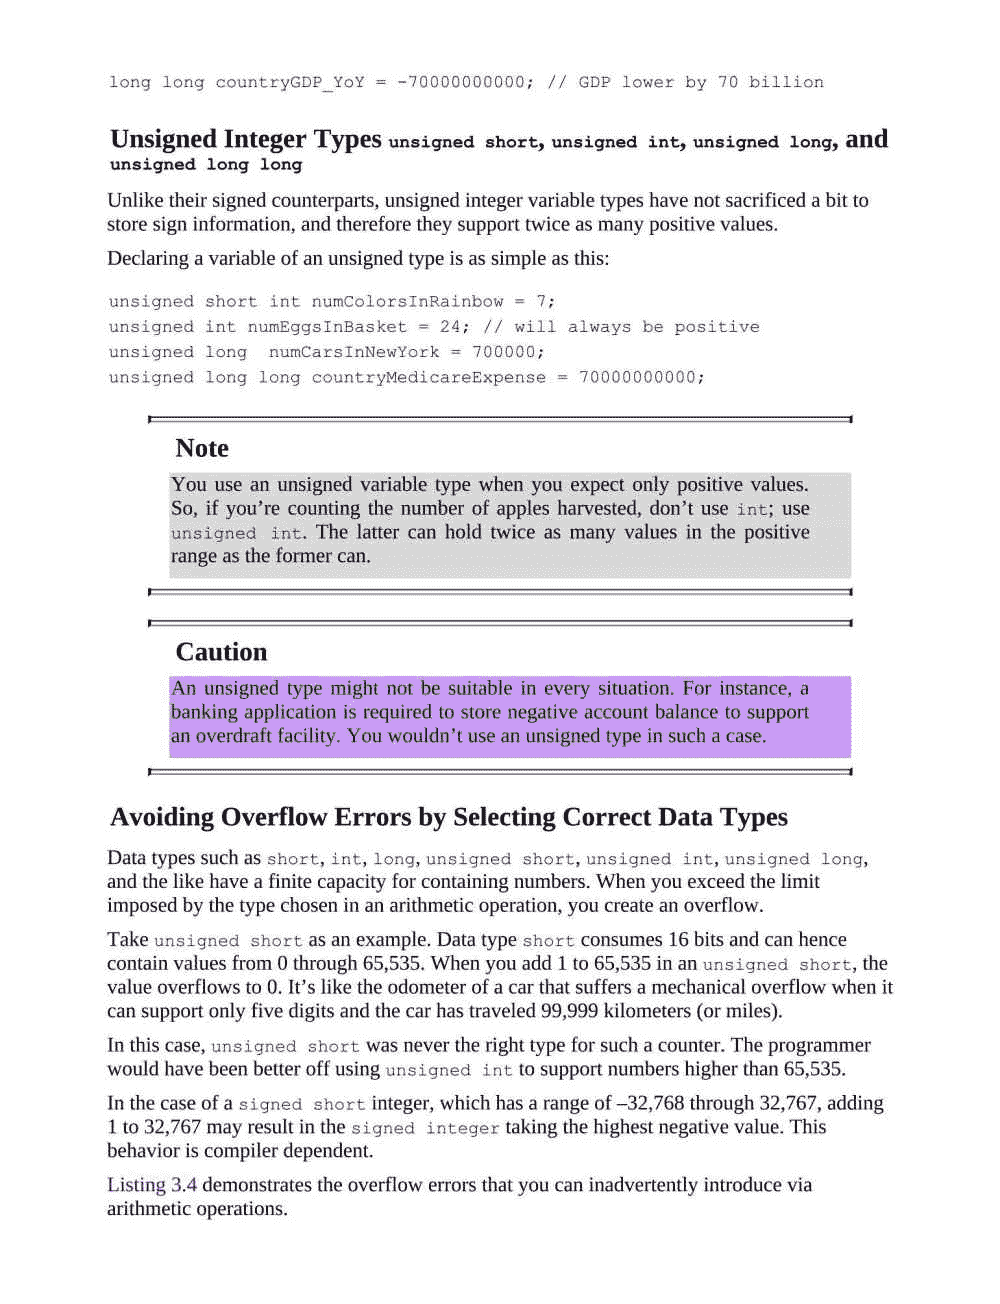 long long countryGDP_YoY = -70000000000; // GDP lower by 70 billion
Unsigned Integer Types unsigned short, unsigned int, unsigned long, and
unsigned long long
Unlike their signed counterparts, unsigned integer variable types have not sacrificed a bit to
store sign information, and therefore they support twice as many positive values.
Declaring a variable of an unsigned type is as simple as this:
unsigned short int numColorsInRainbow = 7;
unsigned int numEggsInBasket = 24; // will always be positive
unsigned long  numCarsInNewYork = 700000;
unsigned long long countryMedicareExpense = 70000000000;
Note
You use an unsigned variable type when you expect only positive values.
So, if you’re counting the number of apples harvested, don’t use int; use
unsigned int. The latter can hold twice as many values in the positive
range as the former can.
Caution
An unsigned type might not be suitable in every situation. For instance, a
banking application is required to store negative account balance to support
an overdraft facility. You wouldn’t use an unsigned type in such a case.
Avoiding Overflow Errors by Selecting Correct Data Types
Data types such as short, int, long, unsigned short, unsigned int, unsigned long,
and the like have a finite capacity for containing numbers. When you exceed the limit
imposed by the type chosen in an arithmetic operation, you create an overflow.
Take unsigned short as an example. Data type short consumes 16 bits and can hence
contain values from 0 through 65,535. When you add 1 to 65,535 in an unsigned short, the
value overflows to 0. It’s like the odometer of a car that suffers a mechanical overflow when it
can support only five digits and the car has traveled 99,999 kilometers (or miles).
In this case, unsigned short was never the right type for such a counter. The programmer
would have been better off using unsigned int to support numbers higher than 65,535.
In the case of a signed short integer, which has a range of –32,768 through 32,767, adding
1 to 32,767 may result in the signed integer taking the highest negative value. This
behavior is compiler dependent.
Listing 3.4 demonstrates the overflow errors that you can inadvertently introduce via
arithmetic operations.